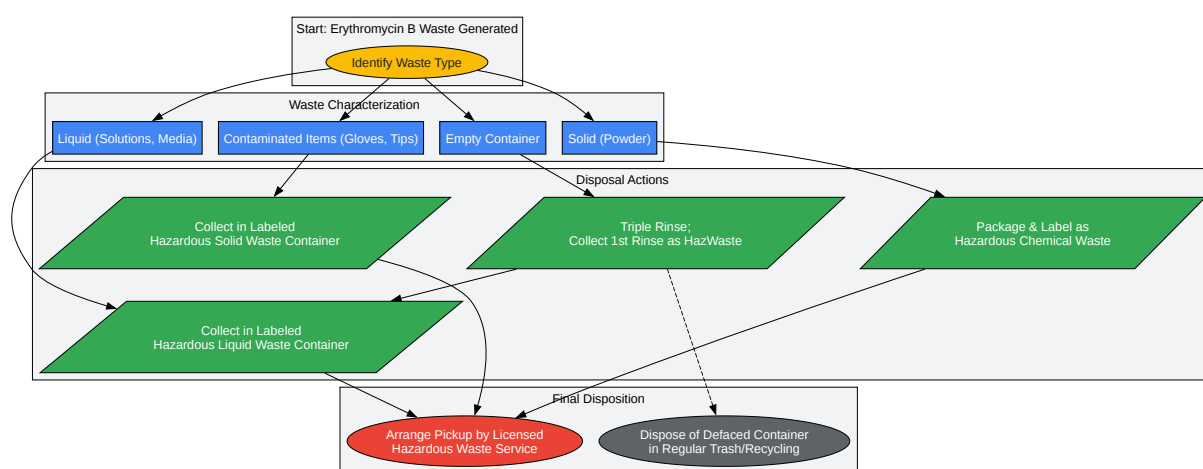 Start: Erythromycin B Waste Generated
Identify Waste Type
Waste Characterization
Liquid (Solutions, Media)
Contaminated Items (Gloves, Tips)
Empty Container
Solid (Powder)
Disposal Actions
Collect in Labeled
Hazardous Solid Waste Container
Triple Rinse;
Collect 1st Rinse as HazWaste
Package & Label as
Hazardous Chemical Waste
Collect in Labeled
Hazardous Liquid Waste Container
Final Disposition
Arrange Pickup by Licensed
Hazardous Waste Service
Dispose of Defaced Container
in Regular Trash/Recycling